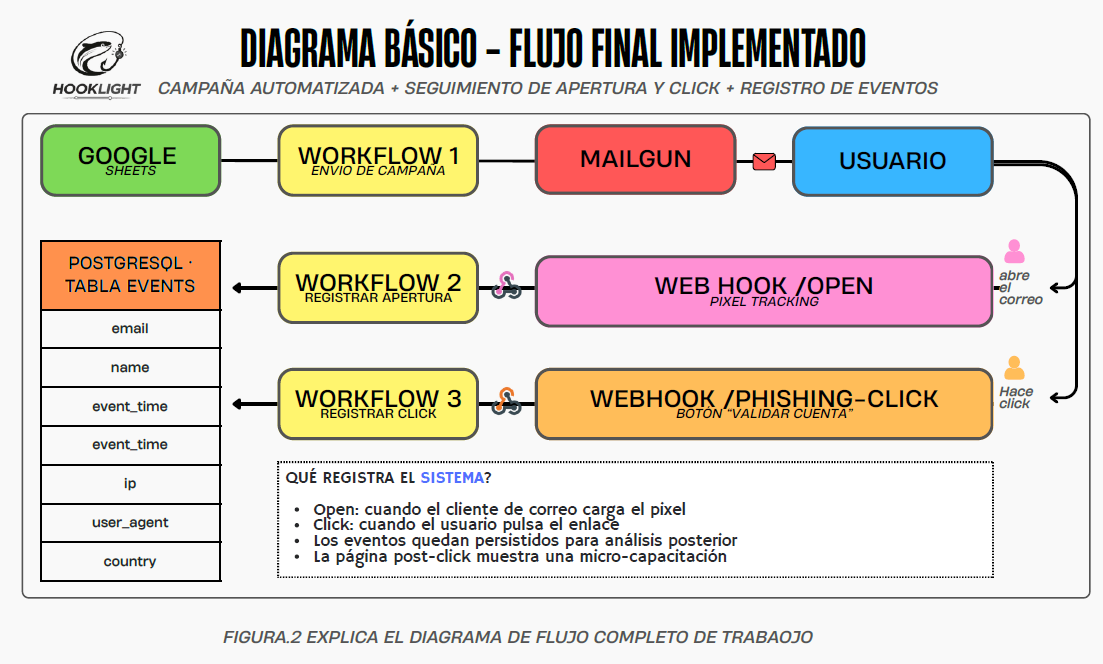 DIAGRAMA BÁSICO - FLUJO FINAL IMPLEMENTADO
HOOKLIGHT
CAMPAÑA AUTOMATIZADA + SEGUIMIENTO DE APERTURA Y CLICK + REGISTRO DE EVENTOS
GOOGLE
SHEETS
WORKFLOW 1
ENVIO DE CAMPAÑA
MAILGUN
USUARIO
POSTGRESQL ·
TABLA EVENTS
email
name
event_time
event_time
ip
user_agent
country
WORKFLOW 2
REGISTRAR APERTURA
WEB HOOK /OPEN
PIXEL TRACKING
abre
el
correo
WORKFLOW 3
REGISTRAR CLICK
WEBHOOK /PHISHING-CLICK
BOTÓN "VALIDAR CUENTA"
Hace
click
QUÉ REGISTRA EL SISTEMA?
• Open: cuando el cliente de correo carga el pixel
• Click: cuando el usuario pulsa el enlace
• Los eventos quedan persistidos para análisis posterior
• La página post-click muestra una micro-capacitación
FIGURA.2 EXPLICA EL DIAGRAMA DE FLUJO COMPLETO DE TRABAOJO